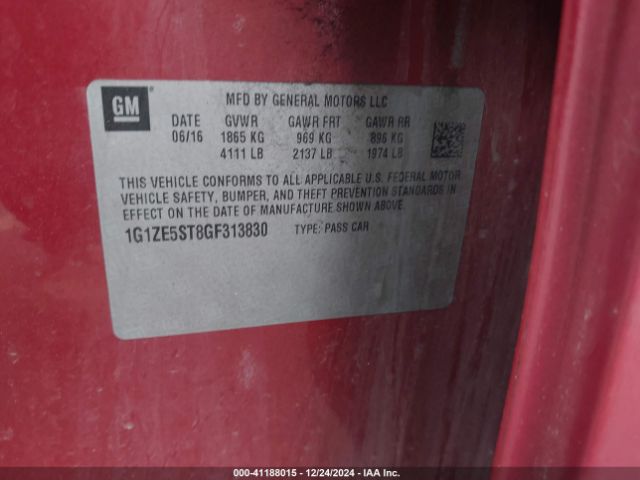 GM
MFD BY GENERAL MOTORS LLC
DATE GVWR GAWR FRT GAWR RR
06/16 1865 KG 969 KG 896 KG
4111 LB 2137 LB 1974 LB
THIS VEHICLE CONFORMS TO ALL APPLICABLE U.S. FEDERAL MOTOR
VEHICLE SAFETY, BUMPER, AND THEFT PREVENTION STANDARDS IN
EFFECT ON THE DATE OF MANUFACTURE SHOWN ABOVE.
1G1ZE5ST8GF313830 TYPE: PASS CAR
000-41188015 - 12/24/2024 - IAA Inc.